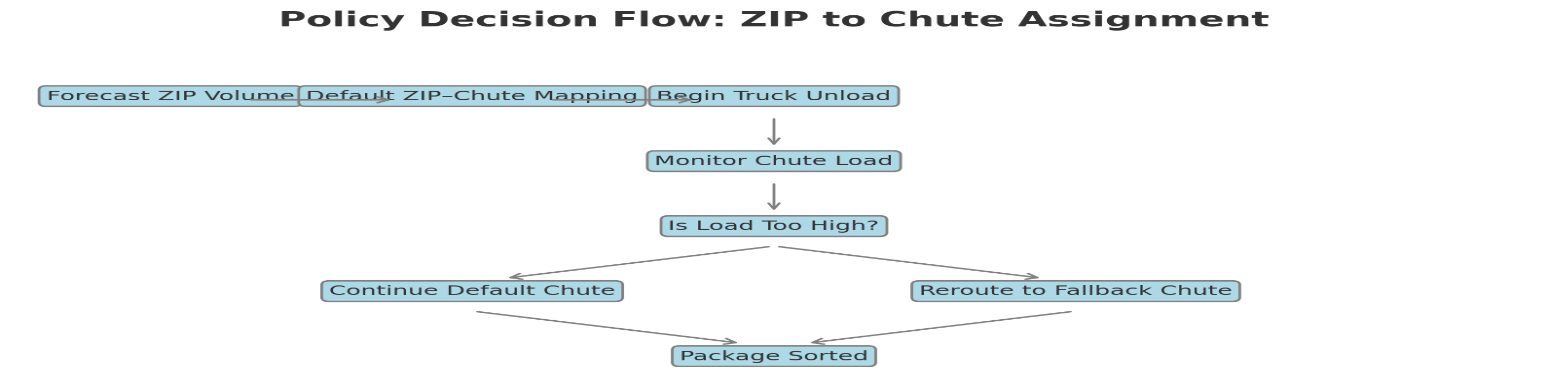 Policy Decision Flow: ZIP to Chute Assignment
Forecast ZIP Volume
Default ZIP–Chute Mapping
Begin Truck Unload
Monitor Chute Load
Is Load Too High?
Continue Default Chute
Reroute to Fallback Chute
Package Sorted